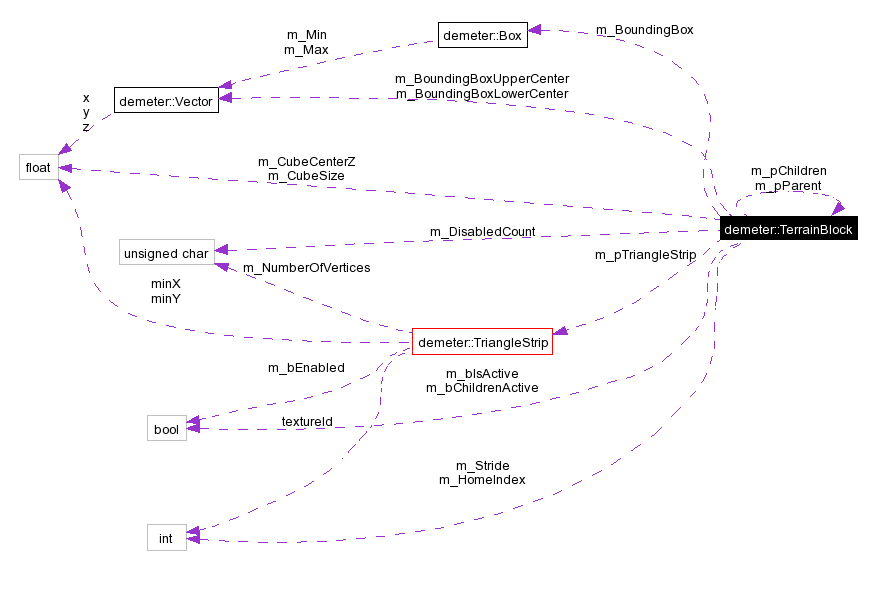 m_Min
m_Max
demeter::Box
m_BoundingBox
x
y
z
demeter::Vector
m_BoundingBoxUpperCenter
m_BoundingBoxLowerCenter
float
m_CubeCenterZ
m_CubeSize
m_pChildren
m_pParent
demeter::TerrainBlock
unsigned char
m_DisabledCount
m_NumberOfVertices
m_pTriangleStrip
minX
minY
demeter::TriangleStrip
m_bEnabled
m_bIsActive
m_bChildrenActive
bool
textureId
m_Stride
m_HomeIndex
int